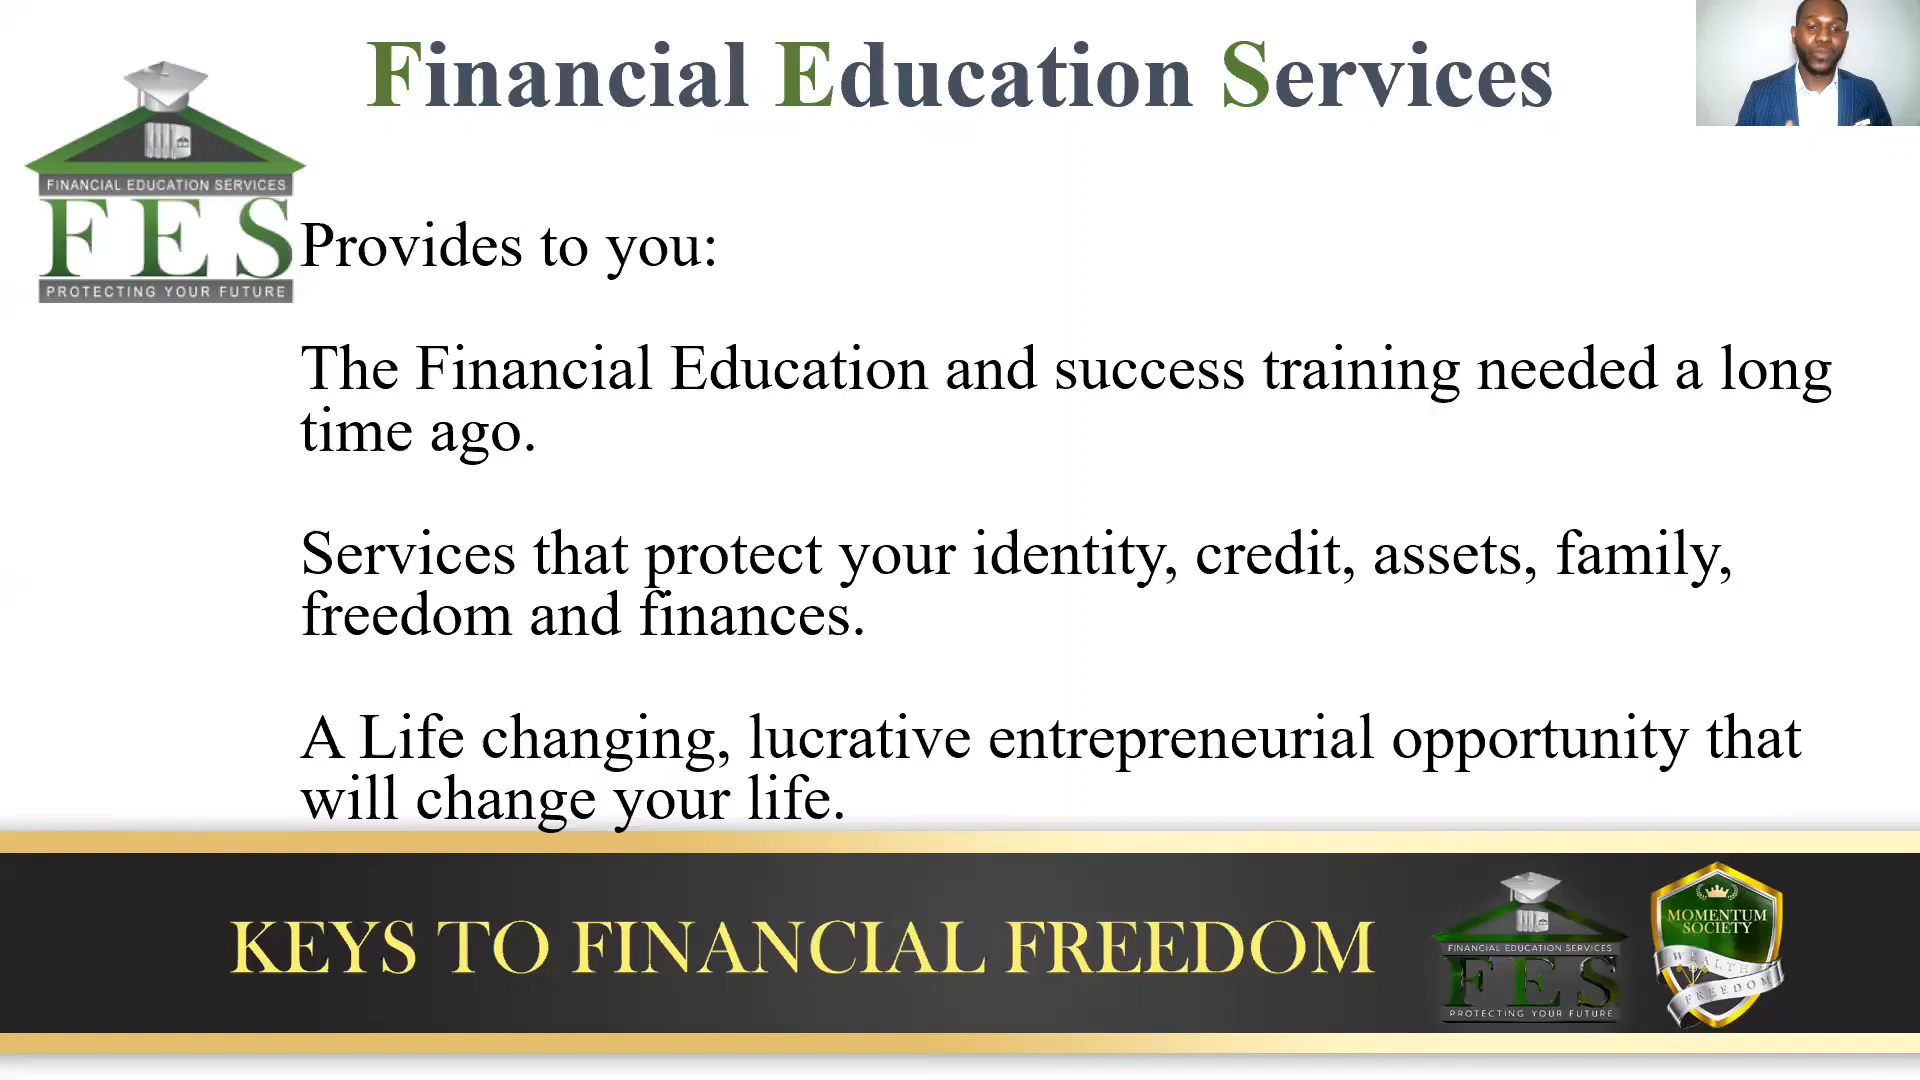 Financial Education Services
FINANCIAL EDUCATION SERVICES
FES
PROTECTING YOUR FUTURE
Provides to you:
The Financial Education and success training needed a long
time ago.
Services that protect your identity, credit, assets, family,
freedom and finances.
A Life changing, lucrative entrepreneurial opportunity that
will change your life.
KEYS TO FINANCIAL FREEDOM
FINANCIAL EDUCATION SERVICES
FES
PROTECTING YOUR FUTURE
MOMENTUM
SOCIETY
WEALTH
FREEDOM